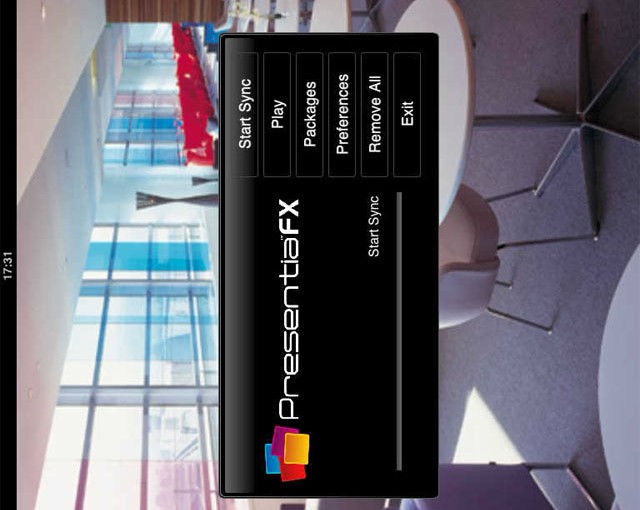 17:31
PresentiaFX
Start Sync
Start Sync
Play
Packages
Preferences
Remove All
Exit